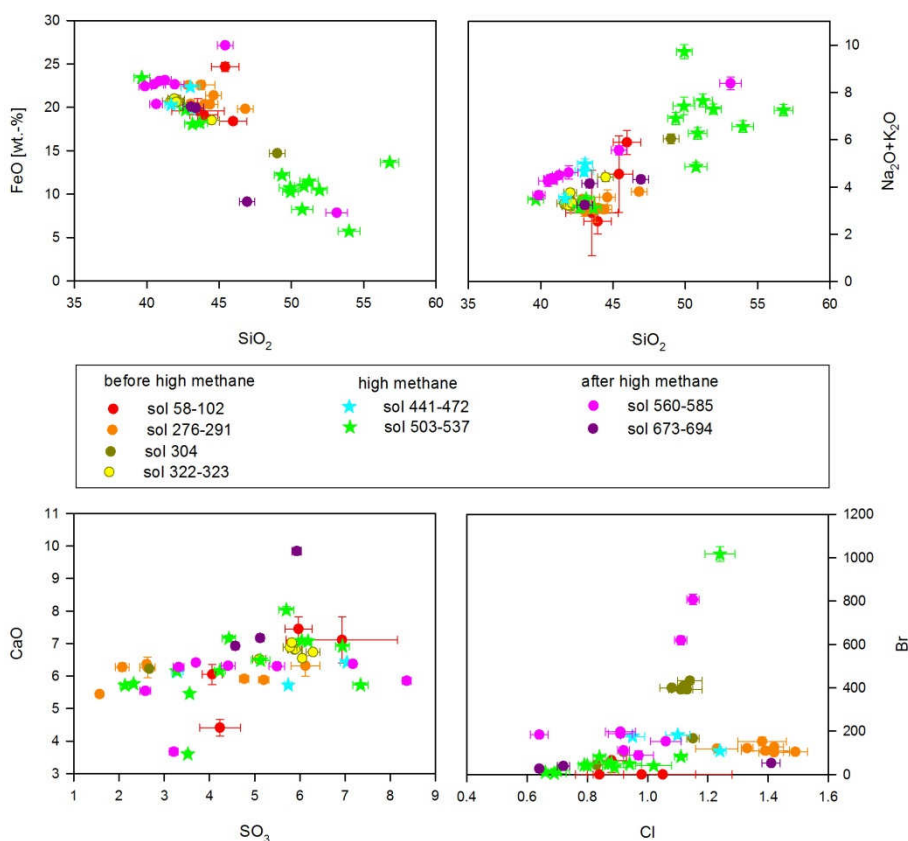 30
25
20
15
10
5
0
FeO [wt.-%]
35 40 45 50 55 60
SiO2
10
8
6
4
2
0
Na2O+K2O
35 40 45 50 55 60
SiO2
before high methane
sol 58-102
sol 276-291
sol 304
sol 322-323
high methane
sol 441-472
sol 503-537
after high methane
sol 560-585
sol 673-694
11
10
9
8
7
6
5
4
3
CaO
1 2 3 4 5 6 7 8 9
SO3
1200
1000
800
600
400
200
0
Br
0.4 0.6 0.8 1.0 1.2 1.4 1.6
Cl